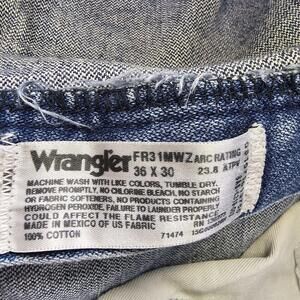 Wrangler FR31MWZ ARC RATING
36 X 30 23.8 ATPV
MACHINE WASH WITH LIKE COLORS, TUMBLE DRY.
REMOVE PROMPTLY, NO CHLORINE BLEACH, NO STARCH
OR FABRIC SOFTENERS, NO PRODUCTS CONTAINING
HYDROGEN PEROXIDE, FAILURE TO LAUNDER PROPERLY
COULD AFFECT THE FLAME RESISTANCE
MADE IN MEXICO OF US FABRIC RN
100% COTTON 71474